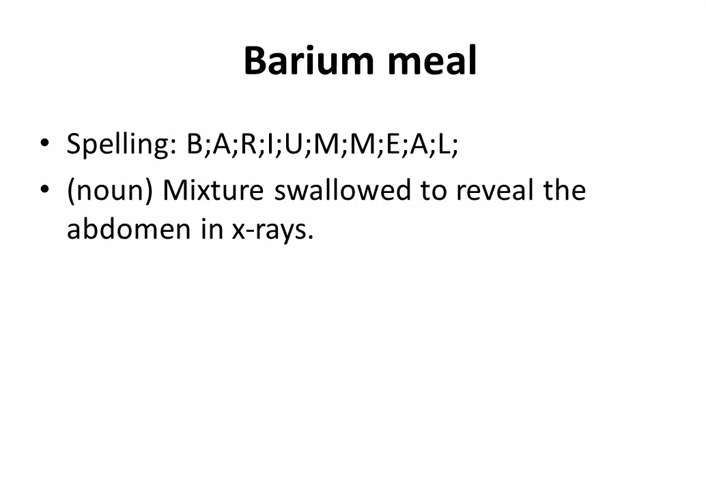 Barium meal
• Spelling: B;A;R;I;U;M;M;E;A;L;
• (noun) Mixture swallowed to reveal the
abdomen in x-rays.